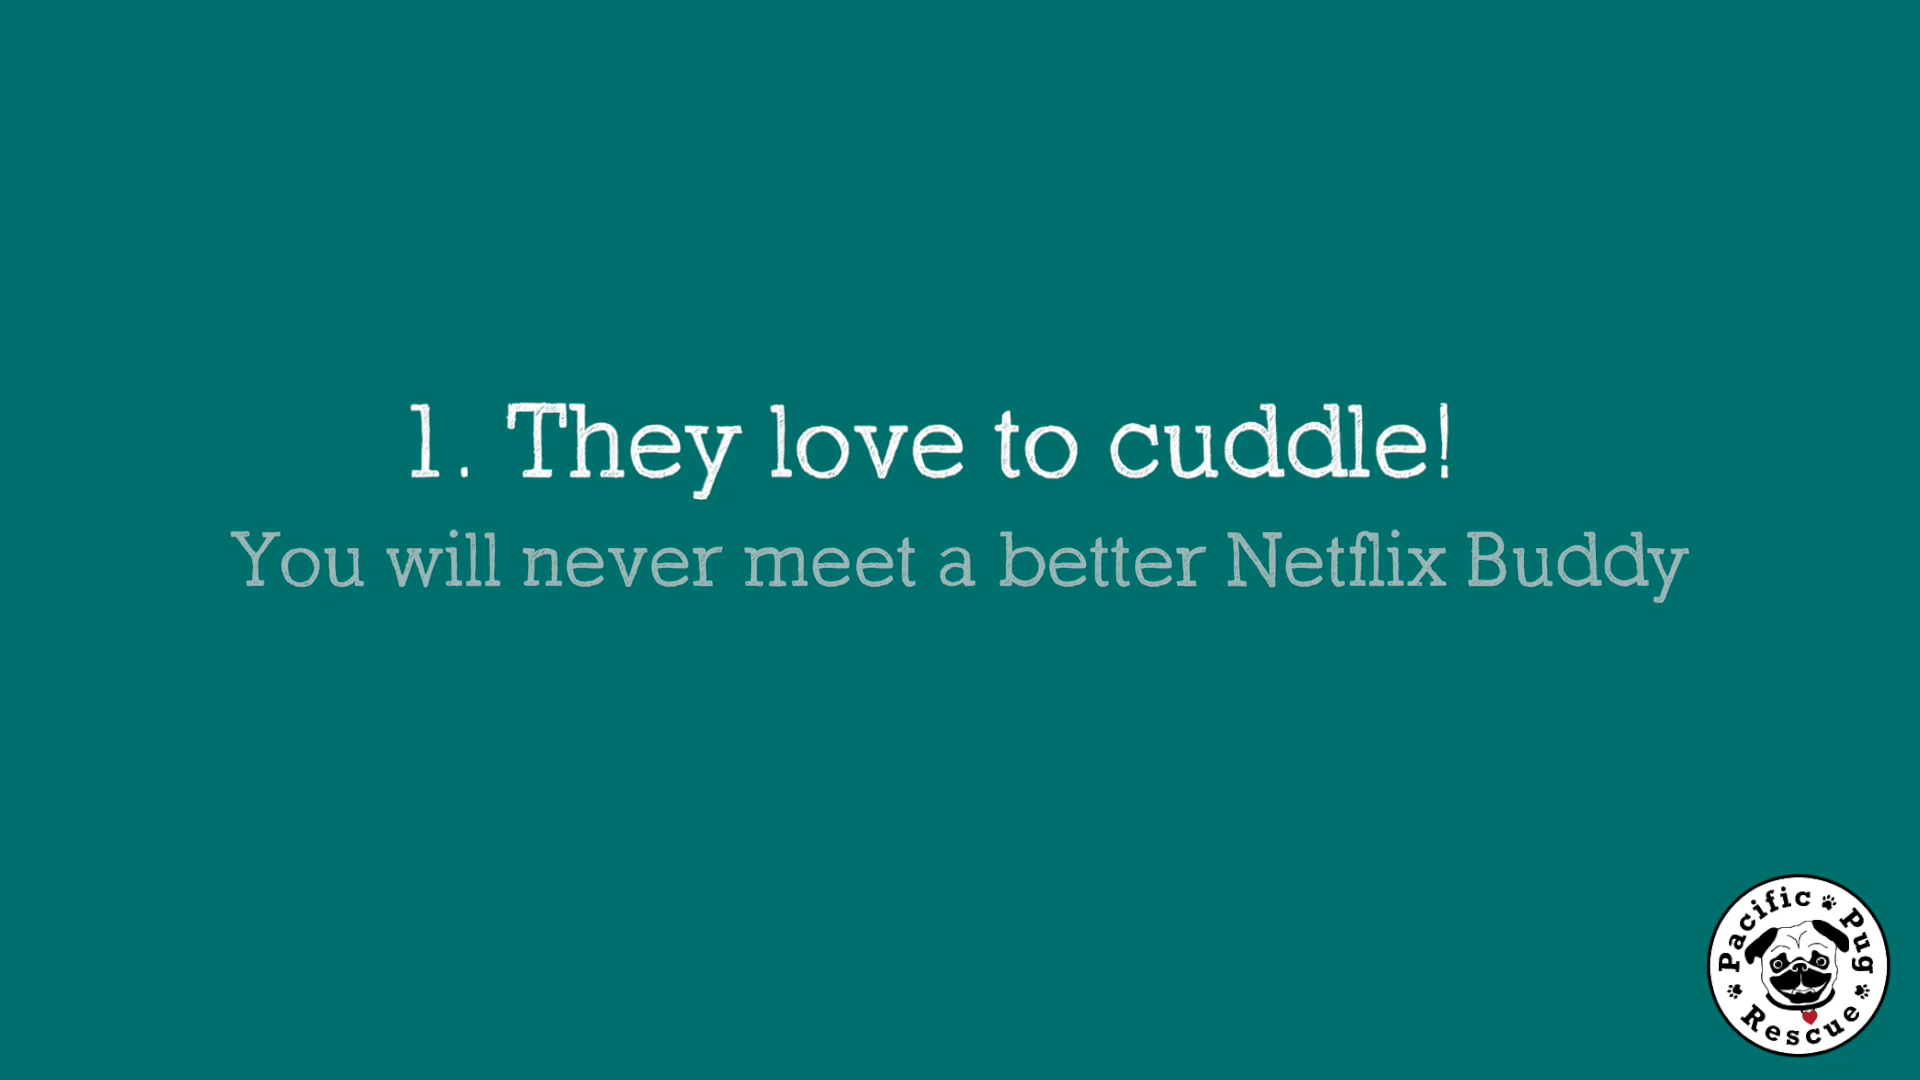 1. They love to cuddle!
You will never meet a better Netflix Buddy
Pacific Pug
Rescue